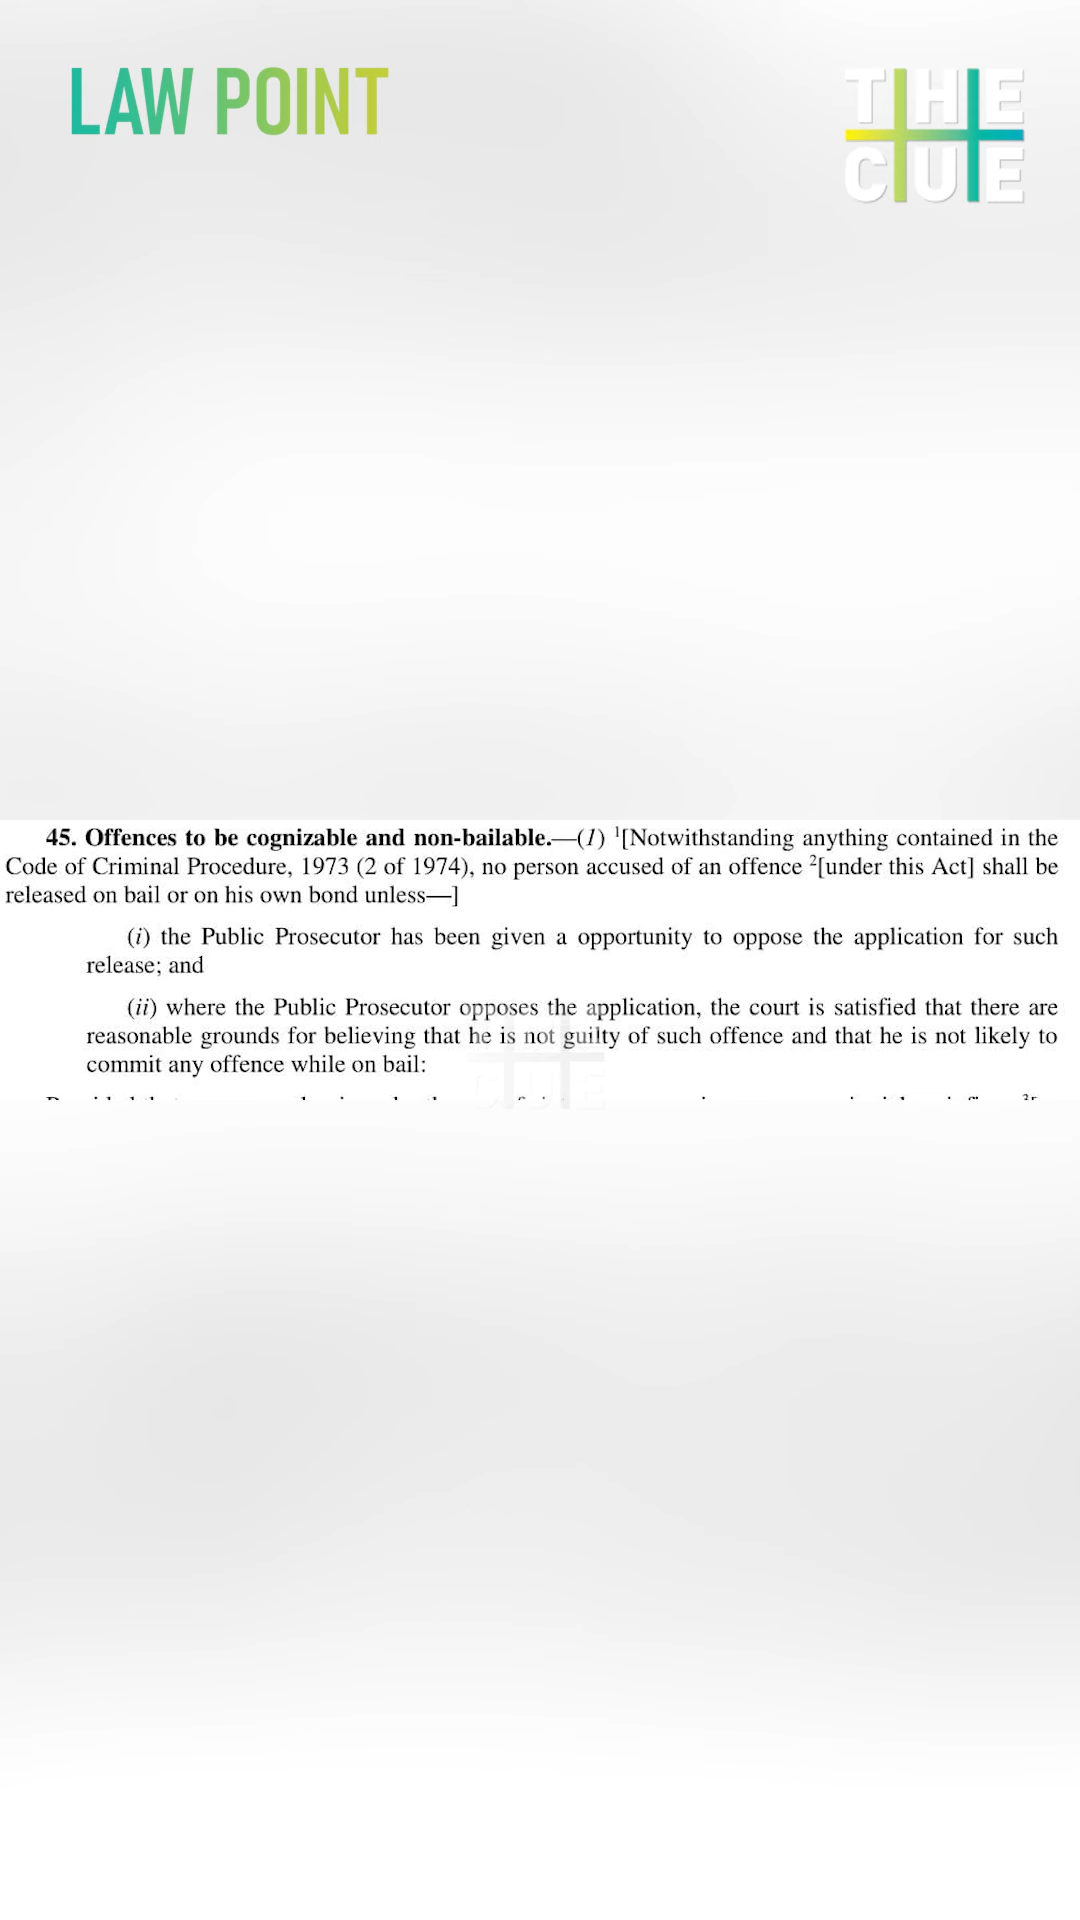 LAW POINT
THE
CUE
45. Offences to be cognizable and non-bailable.—(1) ¹[Notwithstanding anything contained in the
Code of Criminal Procedure, 1973 (2 of 1974), no person accused of an offence ²[under this Act] shall be
released on bail or on his own bond unless—]
(i) the Public Prosecutor has been given a opportunity to oppose the application for such
release; and
(ii) where the Public Prosecutor opposes the application, the court is satisfied that there are
reasonable grounds for believing that he is not guilty of such offence and that he is not likely to
commit any offence while on bail:
CUE